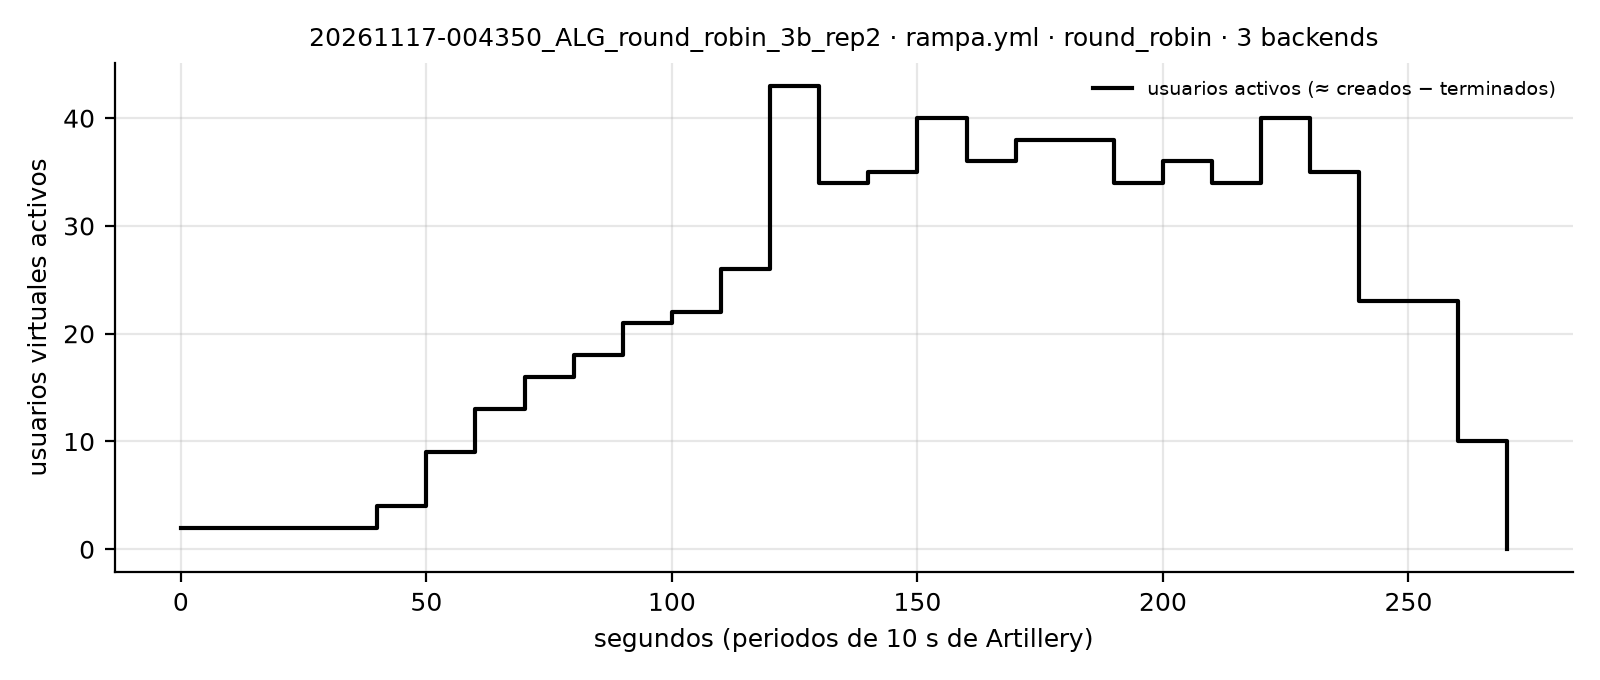 20261117-004350_ALG_round_robin_3b_rep2 · rampa.yml · round_robin · 3 backends
usuarios activos (≈ creados − terminados)
usuarios virtuales activos
40
30
20
10
0
0 50 100 150 200 250
segundos (periodos de 10 s de Artillery)